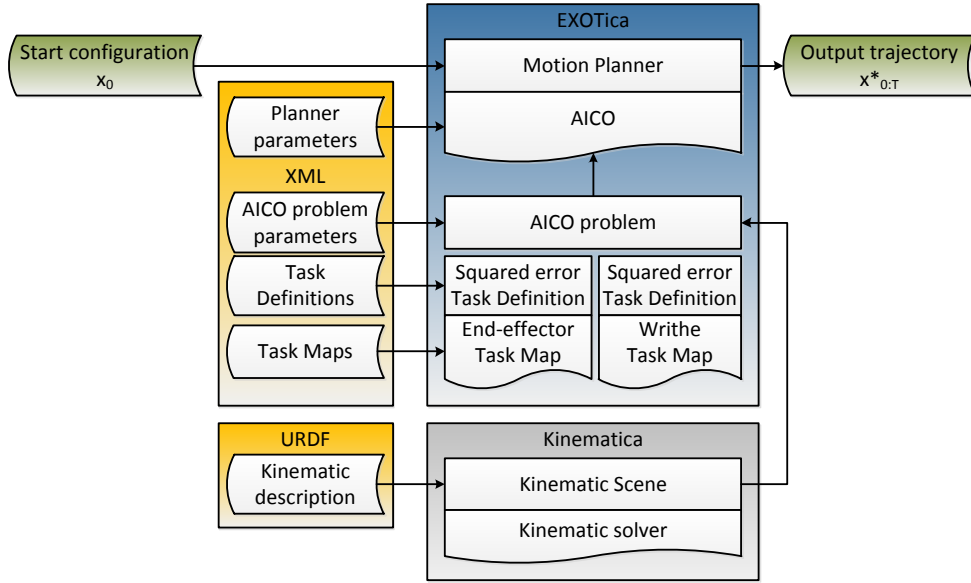 EXOTica
Start configuration
x0
Motion Planner
Output trajectory
x*0:T
Planner
parameters
AICO
XML
AICO problem
parameters
AICO problem
Task
Definitions
Squared error
Task Definition
Squared error
Task Definition
Task Maps
End-effector
Task Map
Writhe
Task Map
URDF
Kinematica
Kinematic
description
Kinematic Scene
Kinematic solver